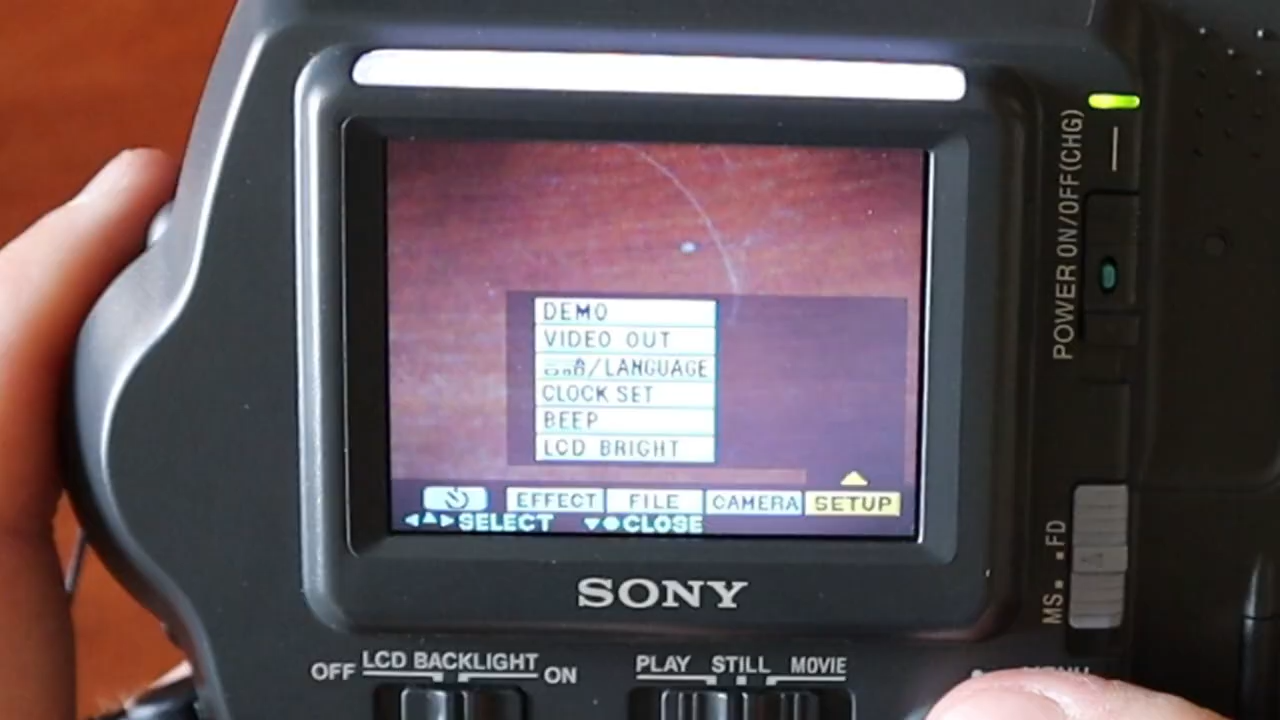 DEMO
VIDEO OUT
/LANGUAGE
CLOCK SET
BEEP
LCD BRIGHT
EFFECT FILE CAMERA SETUP
◄▲►SELECT ▼●CLOSE
SONY
OFF LCD BACKLIGHT ON
PLAY STILL MOVIE
POWER ON/OFF(CHG)
MS FD